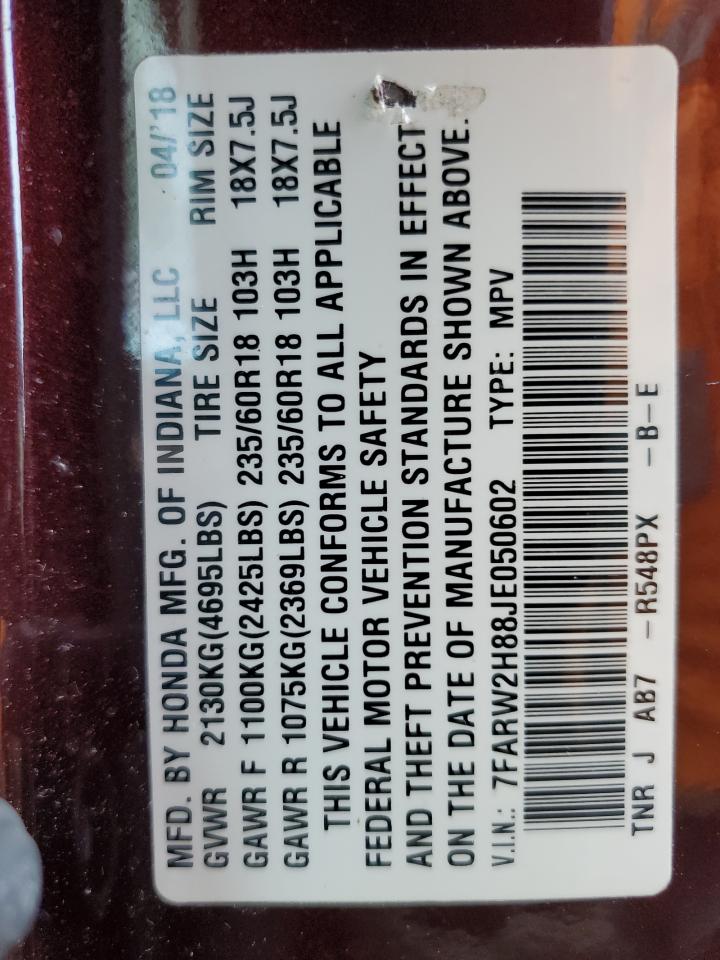 MFD. BY HONDA MFG. OF INDIANA, LLC 04/'18
GVWR 2130KG(4695LBS) TIRE SIZE RIM SIZE
GAWR F 1100KG(2425LBS) 235/60R18 103H 18X7.5J
GAWR R 1075KG(2369LBS) 235/60R18 103H 18X7.5J
THIS VEHICLE CONFORMS TO ALL APPLICABLE
FEDERAL MOTOR VEHICLE SAFETY
AND THEFT PREVENTION STANDARDS IN EFFECT
ON THE DATE OF MANUFACTURE SHOWN ABOVE.
V.I.N.: 7FARW2H88JE050602 TYPE: MPV
TNR J AB7 -R548PX -B-E